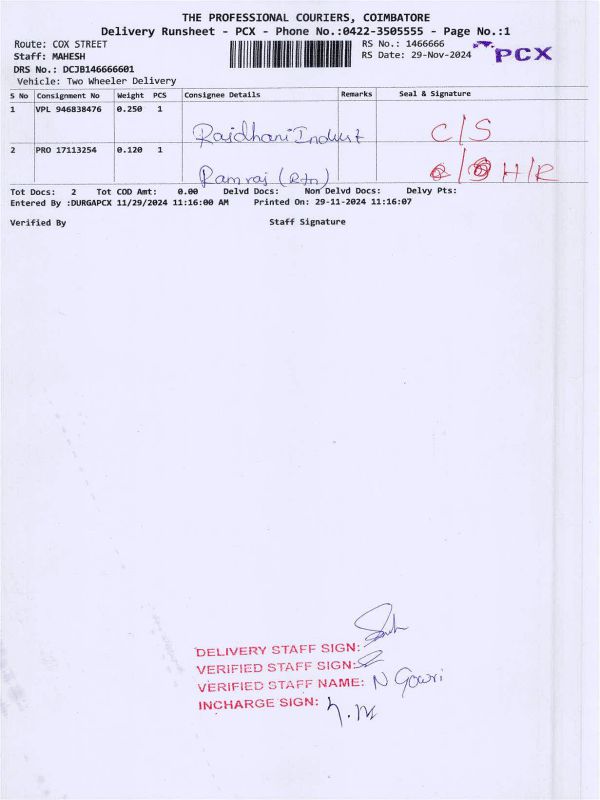 THE PROFESSIONAL COURIERS, COIMBATORE
Delivery Runsheet - PCX - Phone No.:0422-3505555 - Page No.:1
Route: COX STREET RS No.: 1466666
Staff: MAHESH RS Date: 29-Nov-2024 PCX
DRS No.: DCJB146666601
Vehicle: Two Wheeler Delivery
S No Consignment No Weight PCS Consignee Details Remarks Seal & Signature
1 VPL 946838476 0.250 1
Rajdhani Indust C/S
2 PRO 17113254 0.120 1
Ramraj (Rtn) H/R
Tot Docs: 2 Tot COD Amt: 0.00 Delvd Docs: Non Delvd Docs: Delvy Pts:
Entered By :DURGAPCX 11/29/2024 11:16:00 AM Printed On: 29-11-2024 11:16:07
Verified By Staff Signature
DELIVERY STAFF SIGN:
VERIFIED STAFF SIGN:
VERIFIED STAFF NAME: N Gowri
INCHARGE SIGN: